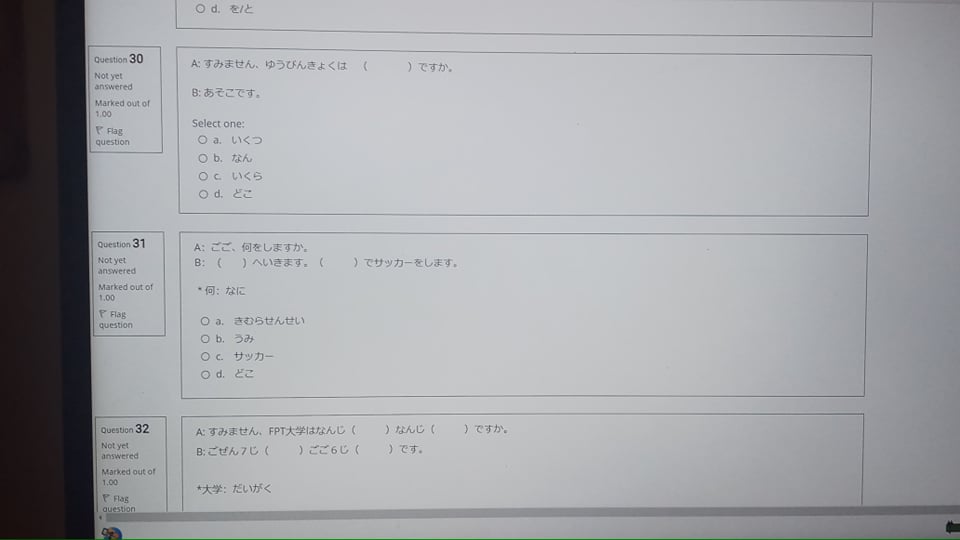 d. を/と
Question 30
Not yet
answered
Marked out of
1.00
Flag
question
A: すみません、ゆうびんきょくは （　　　）ですか。
B: あそこです。
Select one:
a. いくつ
b. なん
c. いくら
d. どこ
Question 31
Not yet
answered
Marked out of
1.00
Flag
question
A: ごご、何をしますか。
B: （　　）へいきます。（　　）でサッカーをします。
*何: なに
a. きむらせんせい
b. うみ
c. サッカー
d. どこ
Question 32
Not yet
answered
Marked out of
1.00
Flag
question
A: すみません、FPT大学はなんじ（　　）なんじ（　　）ですか。
B: ごぜん７じ（　　）ごご６じ（　　）です。
*大学: だいがく